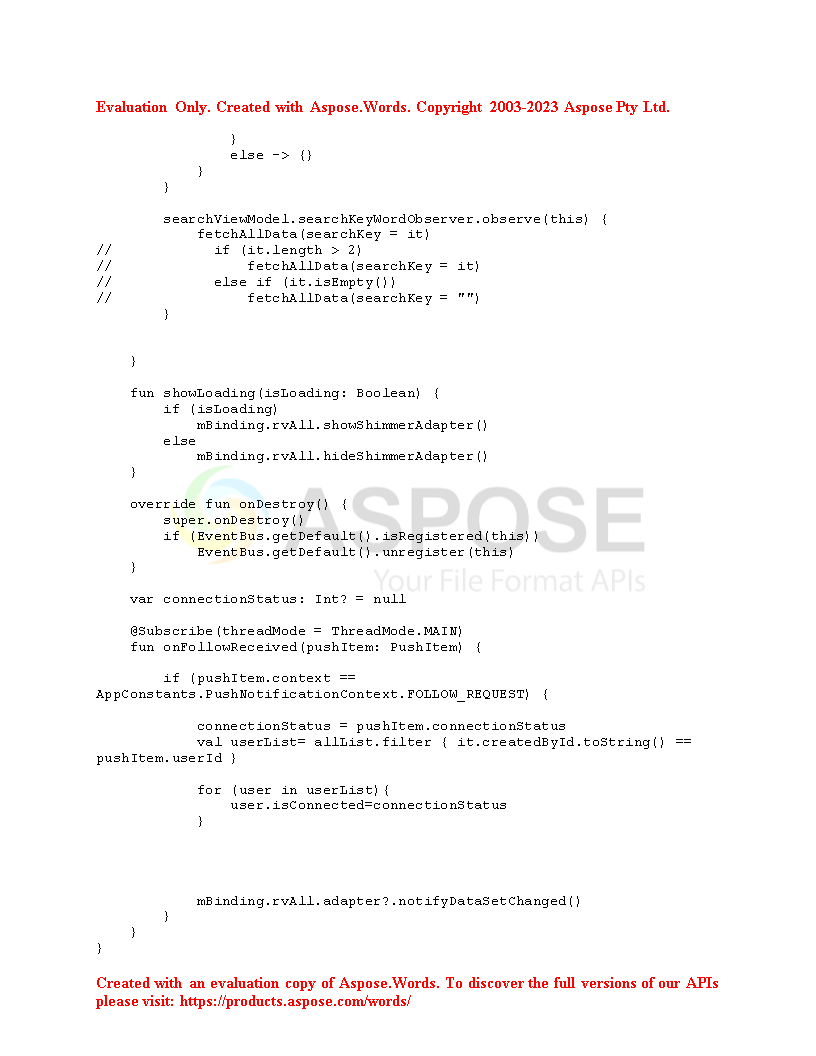 Evaluation Only. Created with Aspose.Words. Copyright 2003-2023 Aspose Pty Ltd.
                }
                else -> {}
            }
        }

        searchViewModel.searchKeyWordObserver.observe(this) {
            fetchAllData(searchKey = it)
//            if (it.length > 2)
//                fetchAllData(searchKey = it)
//            else if (it.isEmpty())
//                fetchAllData(searchKey = "")
        }


    }

    fun showLoading(isLoading: Boolean) {
        if (isLoading)
            mBinding.rvAll.showShimmerAdapter()
        else
            mBinding.rvAll.hideShimmerAdapter()
    }

    override fun onDestroy() {
        super.onDestroy()
        if (EventBus.getDefault().isRegistered(this))
            EventBus.getDefault().unregister(this)
    }

    var connectionStatus: Int? = null

    @Subscribe(threadMode = ThreadMode.MAIN)
    fun onFollowReceived(pushItem: PushItem) {

        if (pushItem.context ==
AppConstants.PushNotificationContext.FOLLOW_REQUEST) {

            connectionStatus = pushItem.connectionStatus
            val userList= allList.filter { it.createdById.toString() ==
pushItem.userId }

            for (user in userList){
                user.isConnected=connectionStatus
            }




            mBinding.rvAll.adapter?.notifyDataSetChanged()
        }
    }
}
ASPOSE
Your File Format APIs
Created with an evaluation copy of Aspose.Words. To discover the full versions of our APIs
please visit: https://products.aspose.com/words/